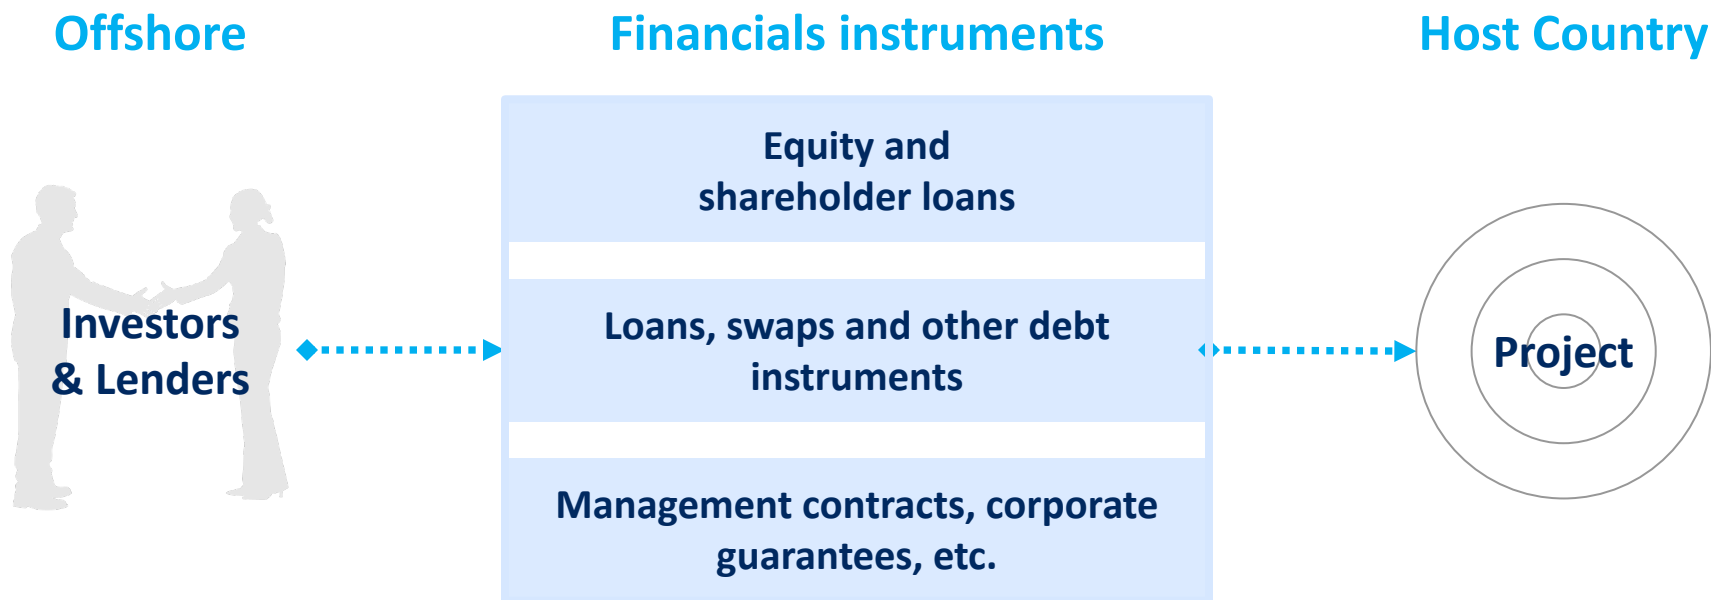 Offshore
Financials instruments
Host Country
Equity and
shareholder loans
Investors
& Lenders
Loans, swaps and other debt
instruments
Project
Management contracts, corporate
guarantees, etc.